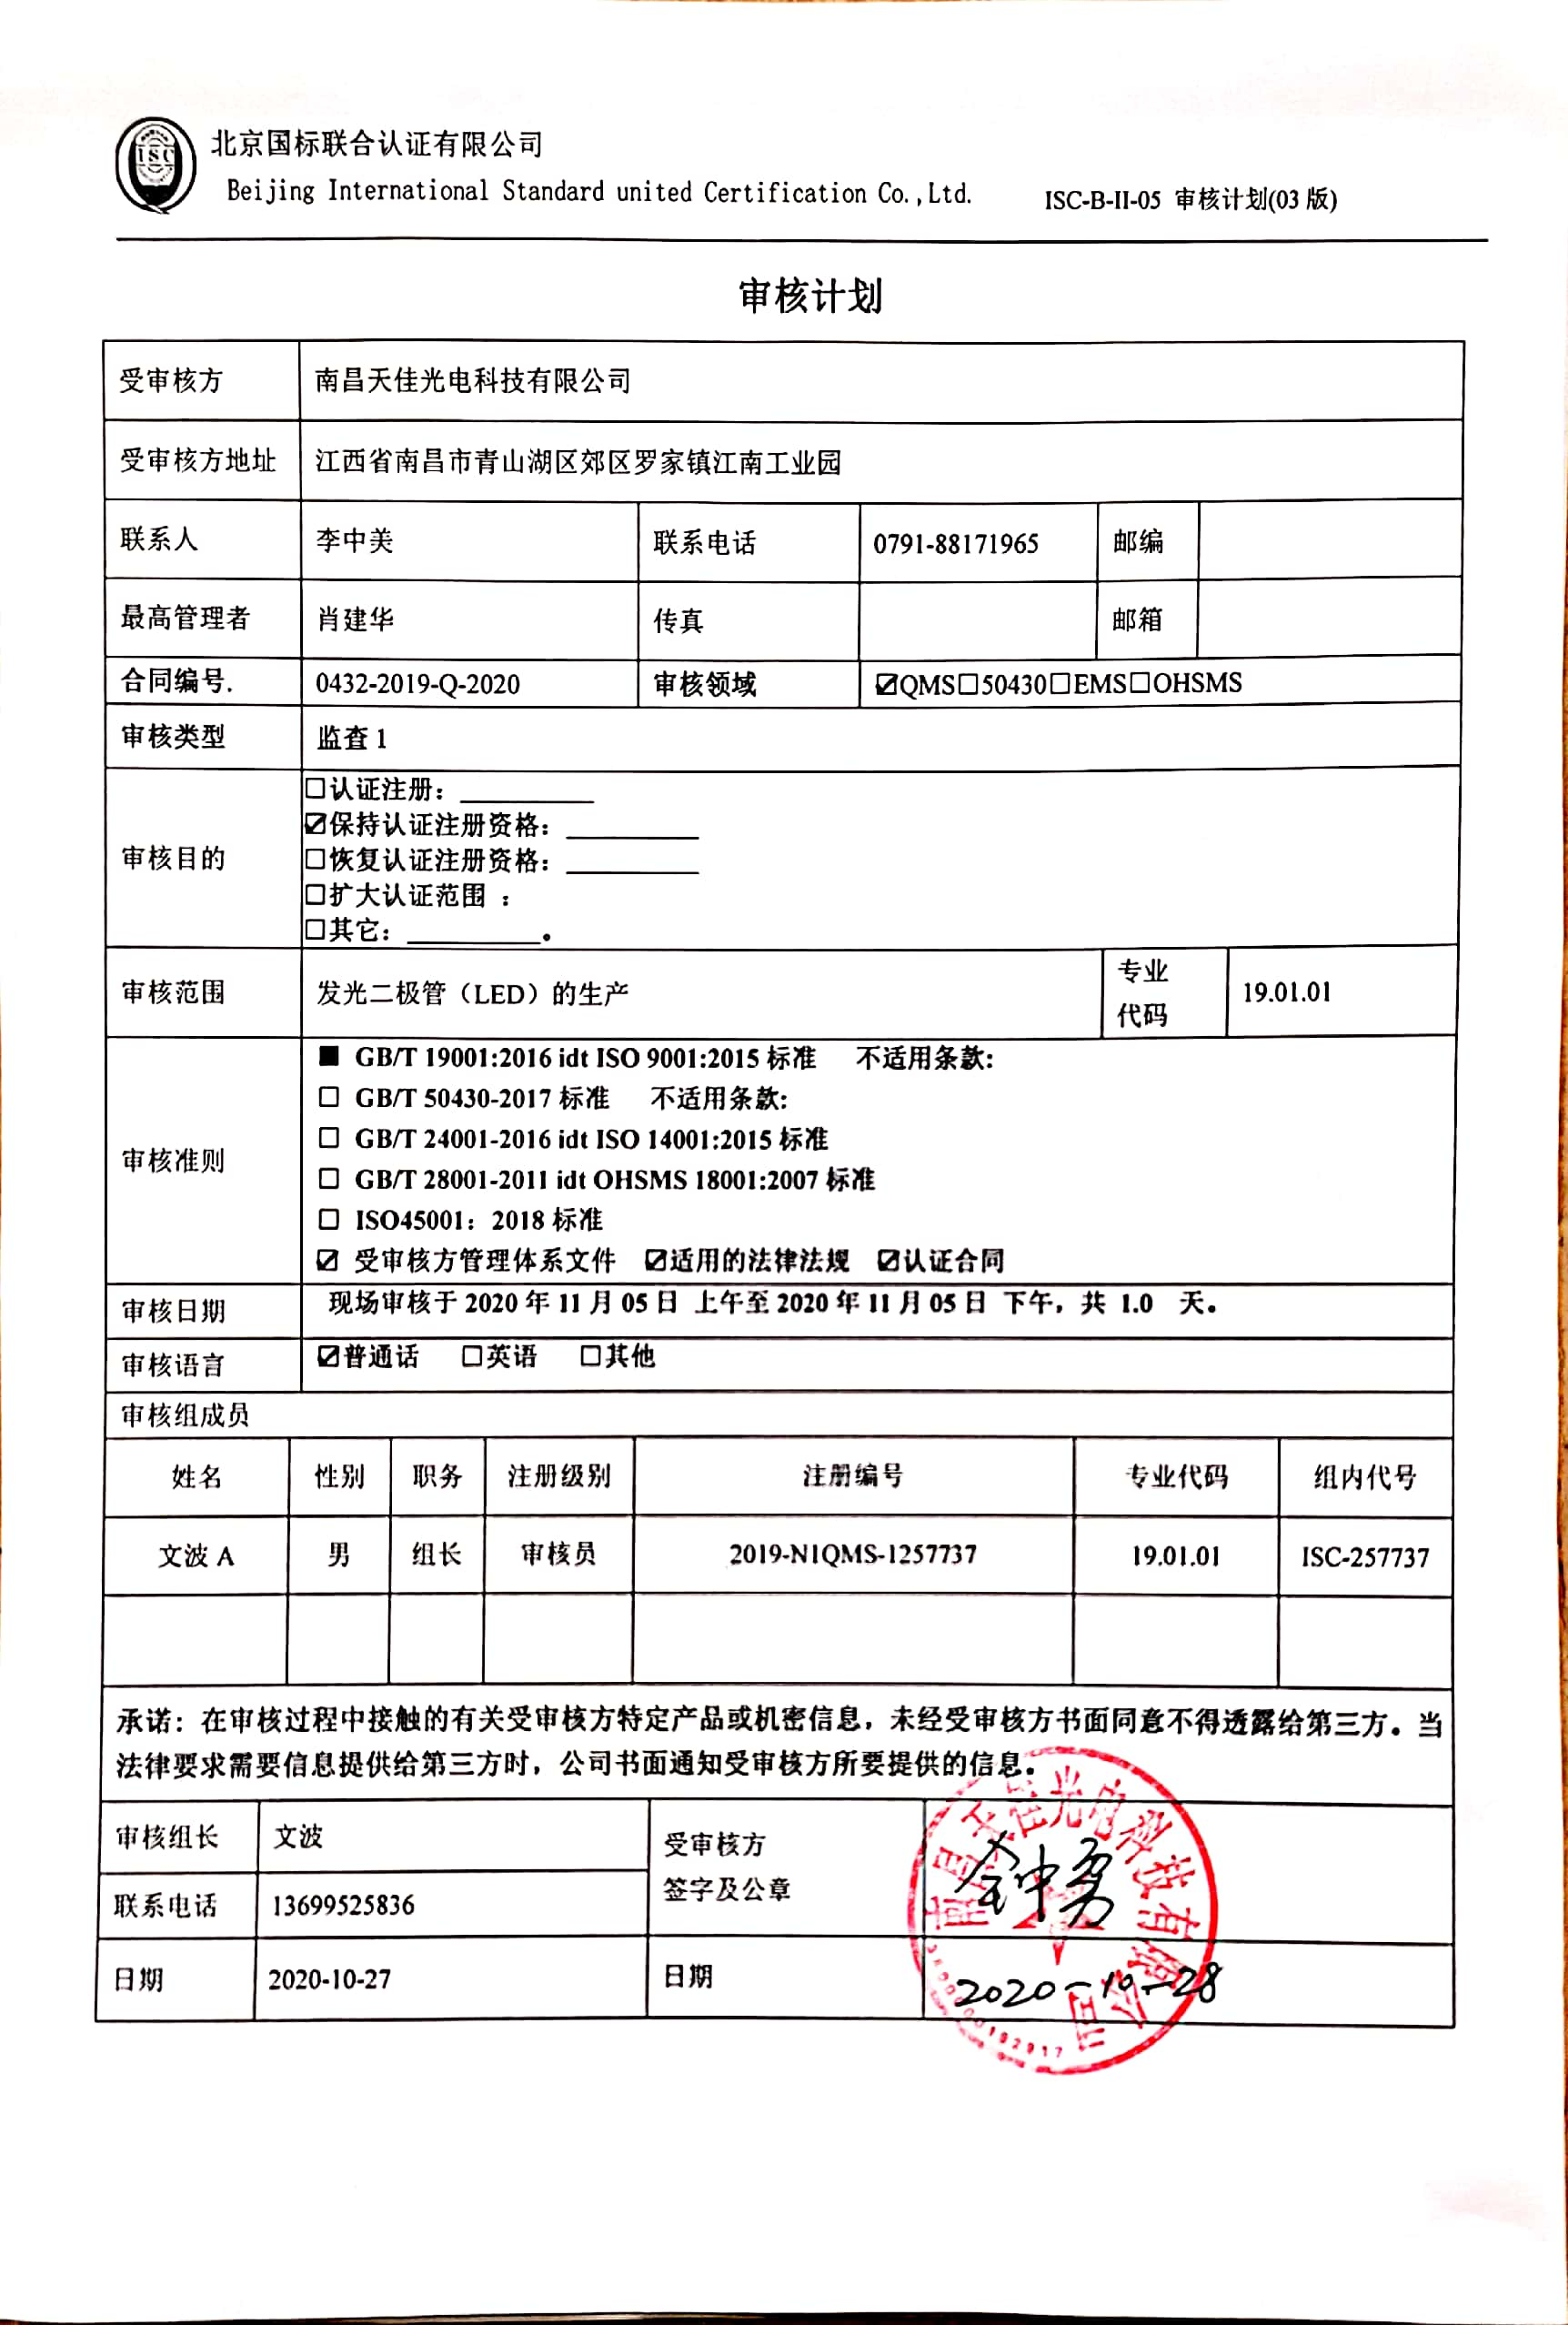 ISC
北京国标联合认证有限公司
Beijing International Standard united Certification Co.,Ltd.
ISC-B-II-05 审核计划(03 版)
审核计划
受审核方 南昌天佳光电科技有限公司
受审核方地址 江西省南昌市青山湖区郊区罗家镇江南工业园
联系人 李中美 联系电话 0791-88171965 邮编
最高管理者 肖建华 传真 邮箱
合同编号. 0432-2019-Q-2020 审核领域 ☑QMS□50430□EMS□OHSMS
审核类型 监查 1
审核目的
□认证注册：
☑保持认证注册资格：
□恢复认证注册资格：
□扩大认证范围 ：
□其它： 。
审核范围 发光二极管（LED）的生产 专业代码 19.01.01
审核准则
■ GB/T 19001:2016 idt ISO 9001:2015 标准 不适用条款:
□ GB/T 50430-2017 标准 不适用条款:
□ GB/T 24001-2016 idt ISO 14001:2015 标准
□ GB/T 28001-2011 idt OHSMS 18001:2007 标准
□ ISO45001：2018 标准
☑ 受审核方管理体系文件 ☑适用的法律法规 ☑认证合同
审核日期 现场审核于 2020 年 11 月 05 日 上午至 2020 年 11 月 05 日 下午，共 1.0 天。
审核语言 ☑普通话 □英语 □其他
审核组成员
姓名 性别 职务 注册级别 注册编号 专业代码 组内代号
文波 A 男 组长 审核员 2019-N1QMS-1257737 19.01.01 ISC-257737
承诺：在审核过程中接触的有关受审核方特定产品或机密信息，未经受审核方书面同意不得透露给第三方。当
法律要求需要信息提供给第三方时，公司书面通知受审核方所要提供的信息。
审核组长 文波 受审核方
签字及公章
联系电话 13699525836
日期 2020-10-27 日期 2020-10-28
南昌天佳光电科技有限公司